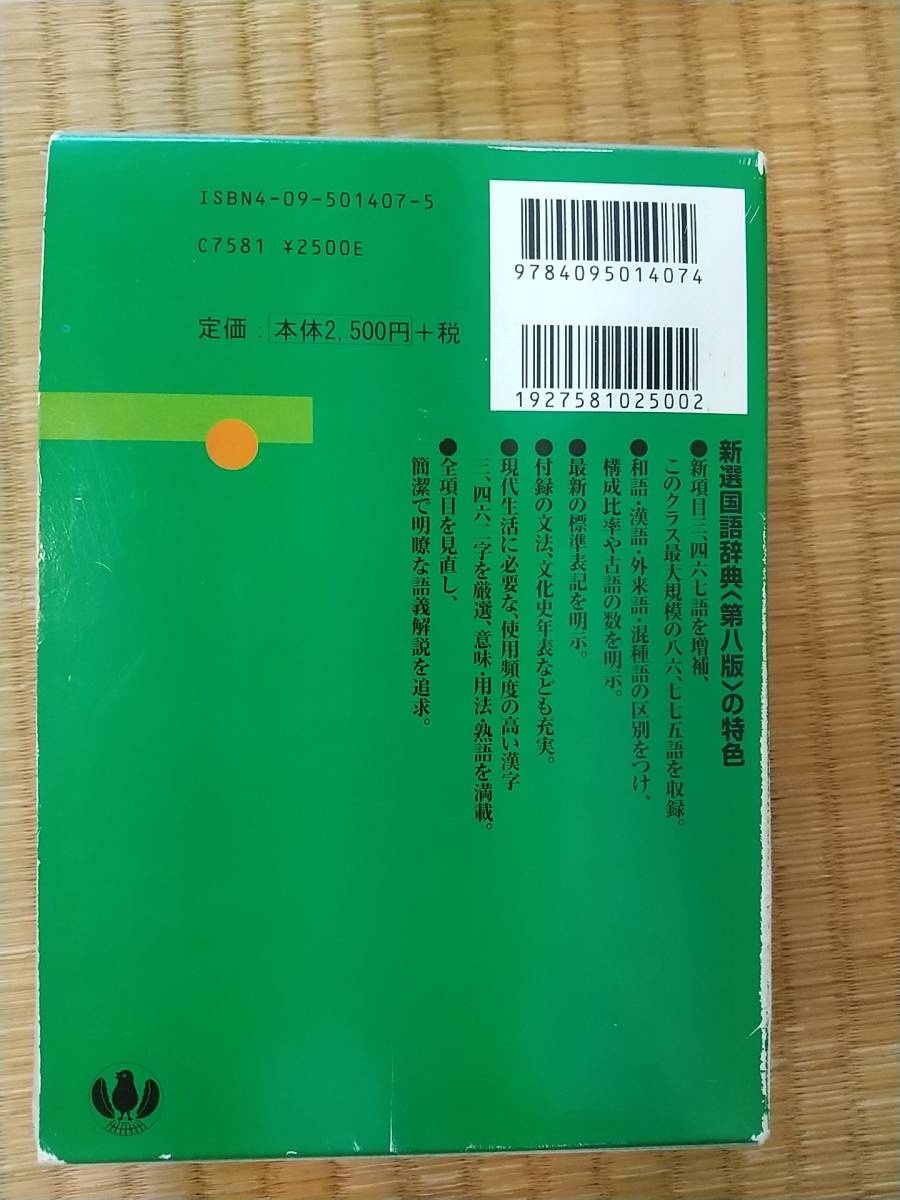 ISBN4-09-501407-5
C7581 ¥2500E
定価：本体2,500円+税
9784095014074
1927581025002
新選国語辞典〈第八版〉の特色
●新項目三、四六七語を増補、
このクラス最大規模の八六、七七五語を収録。
●和語・漢語・外来語・混種語の区別をつけ、
構成比率や古語の数を明示。
●最新の標準表記を明示。
●付録の文法、文化史年表なども充実。
●現代生活に必要な、使用頻度の高い漢字
三、四六二字を厳選、意味・用法・熟語を満載。
●全項目を見直し、
簡潔で明瞭な語義解説を追求。